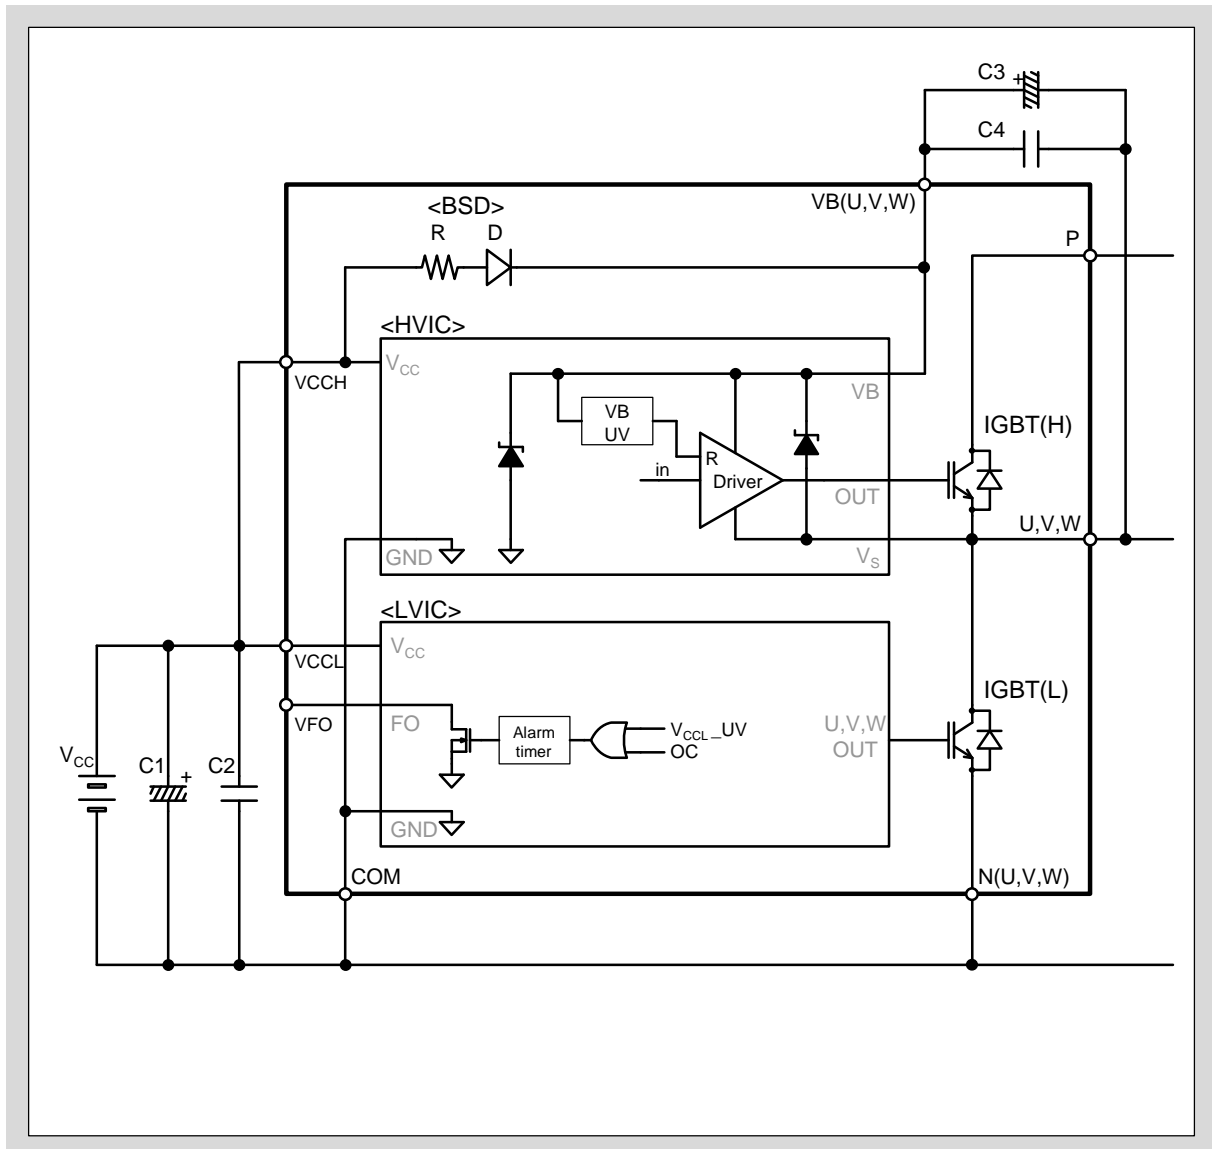 C3
+
C4
VB(U,V,W)
<BSD>
R D
P
<HVIC>
VCC
VCCH
VB
VB
UV
IGBT(H)
R
in
Driver
OUT
U,V,W
GND
VS
<LVIC>
VCC
VCCL
IGBT(L)
VFO
FO
Alarm
timer
VCCL_UV
OC
U,V,W
OUT
VCC
C1
+
C2
GND
COM
N(U,V,W)